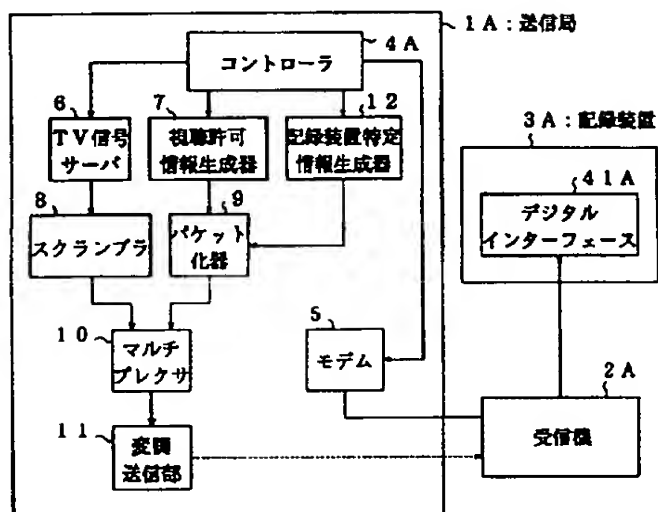 1A：送信局
4A
コントローラ
6
7
12
TV信号
サーバ
視聴許可
情報生成器
記録装置特定
情報生成器
3A：記録装置
41A
デジタル
インターフェース
8
9
スクランブラ
パケット
化器
10
5
マルチ
プレクサ
モデム
2A
受信機
11
変調
送信部